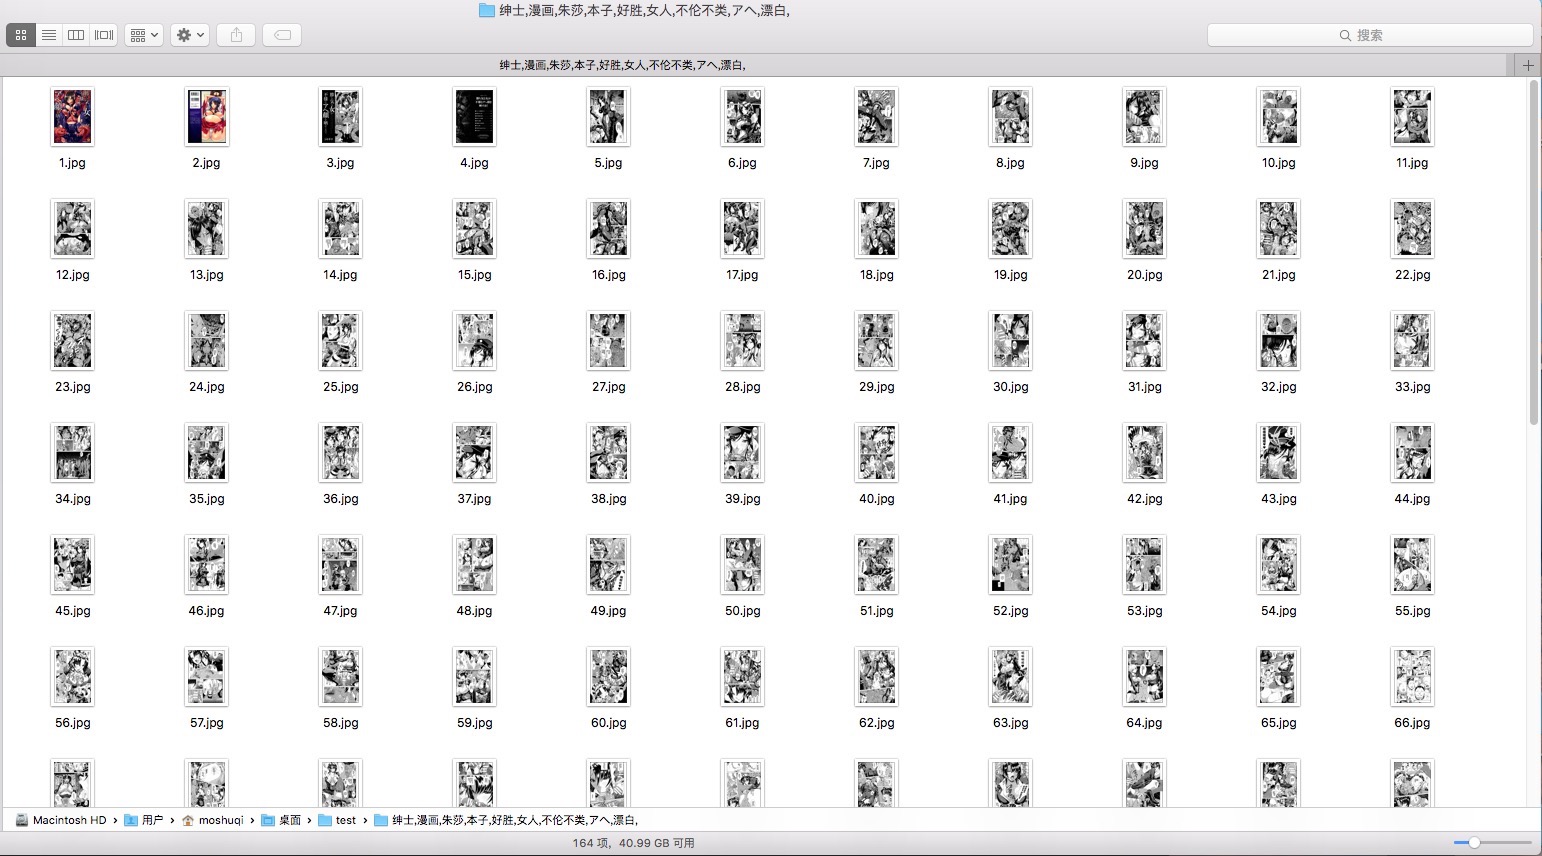 绅士,漫画,朱莎,本子,好胜,女人,不伦不类,アヘ,漂白,
搜索
绅士,漫画,朱莎,本子,好胜,女人,不伦不类,アヘ,漂白,
1.jpg 2.jpg 3.jpg 4.jpg 5.jpg 6.jpg 7.jpg 8.jpg 9.jpg 10.jpg 11.jpg
12.jpg 13.jpg 14.jpg 15.jpg 16.jpg 17.jpg 18.jpg 19.jpg 20.jpg 21.jpg 22.jpg
23.jpg 24.jpg 25.jpg 26.jpg 27.jpg 28.jpg 29.jpg 30.jpg 31.jpg 32.jpg 33.jpg
34.jpg 35.jpg 36.jpg 37.jpg 38.jpg 39.jpg 40.jpg 41.jpg 42.jpg 43.jpg 44.jpg
45.jpg 46.jpg 47.jpg 48.jpg 49.jpg 50.jpg 51.jpg 52.jpg 53.jpg 54.jpg 55.jpg
56.jpg 57.jpg 58.jpg 59.jpg 60.jpg 61.jpg 62.jpg 63.jpg 64.jpg 65.jpg 66.jpg
Macintosh HD › 用户 › moshuqi › 桌面 › test › 绅士,漫画,朱莎,本子,好胜,女人,不伦不类,アヘ,漂白,
164 项，40.99 GB 可用